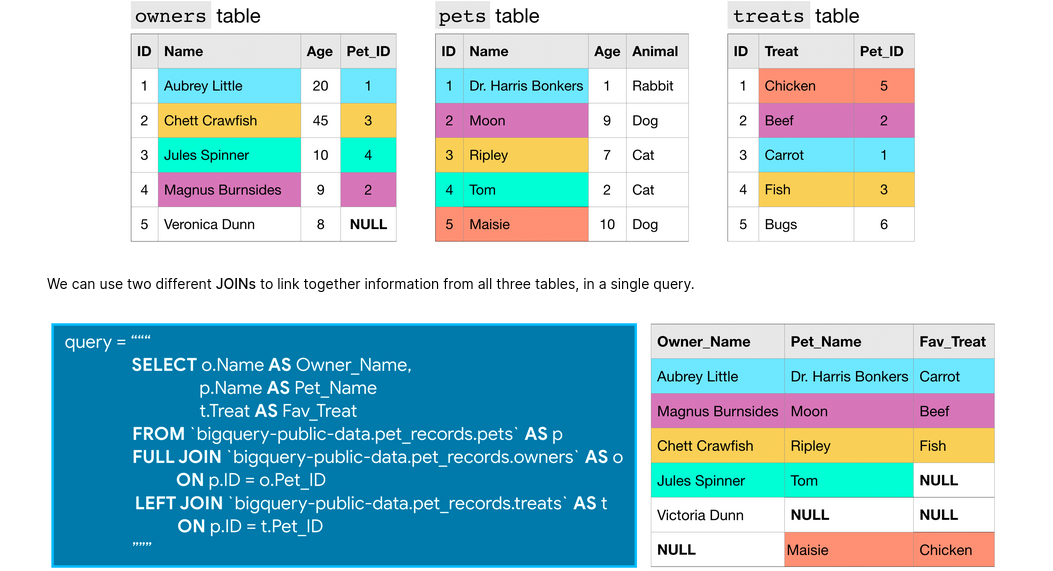 owners table
ID Name Age Pet_ID
1 Aubrey Little 20 1
2 Chett Crawfish 45 3
3 Jules Spinner 10 4
4 Magnus Burnsides 9 2
5 Veronica Dunn 8 NULL
pets table
ID Name Age Animal
1 Dr. Harris Bonkers 1 Rabbit
2 Moon 9 Dog
3 Ripley 7 Cat
4 Tom 2 Cat
5 Maisie 10 Dog
treats table
ID Treat Pet_ID
1 Chicken 5
2 Beef 2
3 Carrot 1
4 Fish 3
5 Bugs 6
We can use two different JOINs to link together information from all three tables, in a single query.
query = “““
SELECT o.Name AS Owner_Name,
p.Name AS Pet_Name
t.Treat AS Fav_Treat
FROM `bigquery-public-data.pet_records.pets` AS p
FULL JOIN `bigquery-public-data.pet_records.owners` AS o
ON p.ID = o.Pet_ID
LEFT JOIN `bigquery-public-data.pet_records.treats` AS t
ON p.ID = t.Pet_ID
”””
Owner_Name Pet_Name Fav_Treat
Aubrey Little Dr. Harris Bonkers Carrot
Magnus Burnsides Moon Beef
Chett Crawfish Ripley Fish
Jules Spinner Tom NULL
Victoria Dunn NULL NULL
NULL Maisie Chicken